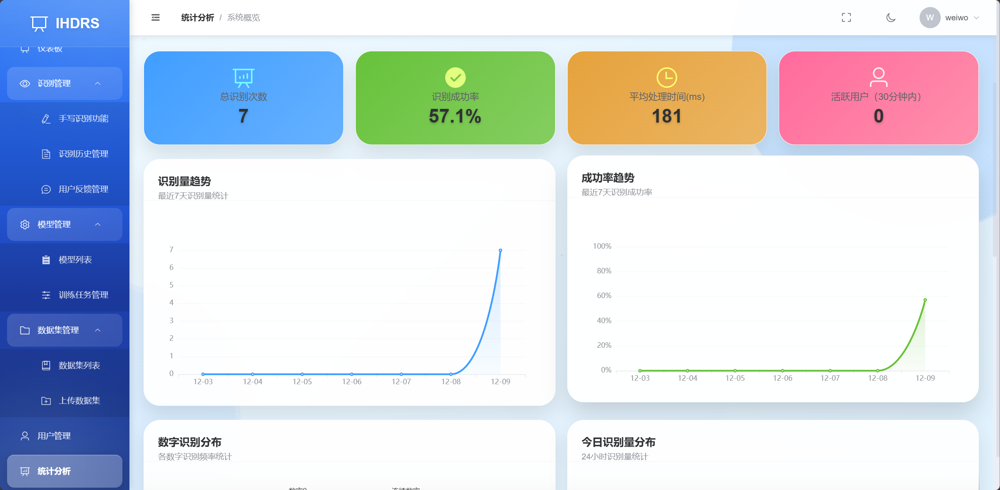 IHDRS
仪表板
识别管理
手写识别功能
识别历史管理
用户反馈管理
模型管理
模型列表
训练任务管理
数据集管理
数据集列表
上传数据集
用户管理
统计分析
统计分析 / 系统概览
W weiwo
总识别次数
7
识别成功率
57.1%
平均处理时间(ms)
181
活跃用户（30分钟内）
0
识别量趋势
最近7天识别量统计
7
6
5
4
3
2
1
0
12-03 12-04 12-05 12-06 12-07 12-08 12-09
成功率趋势
最近7天识别成功率
100%
80%
60%
40%
20%
0%
12-03 12-04 12-05 12-06 12-07 12-08 12-09
数字识别分布
各数字识别频率统计
今日识别量分布
24小时识别量统计